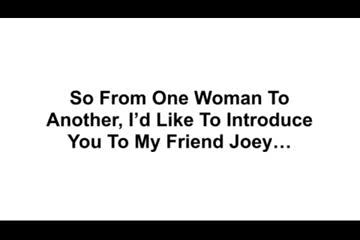 So From One Woman To
Another, I’d Like To Introduce
You To My Friend Joey…